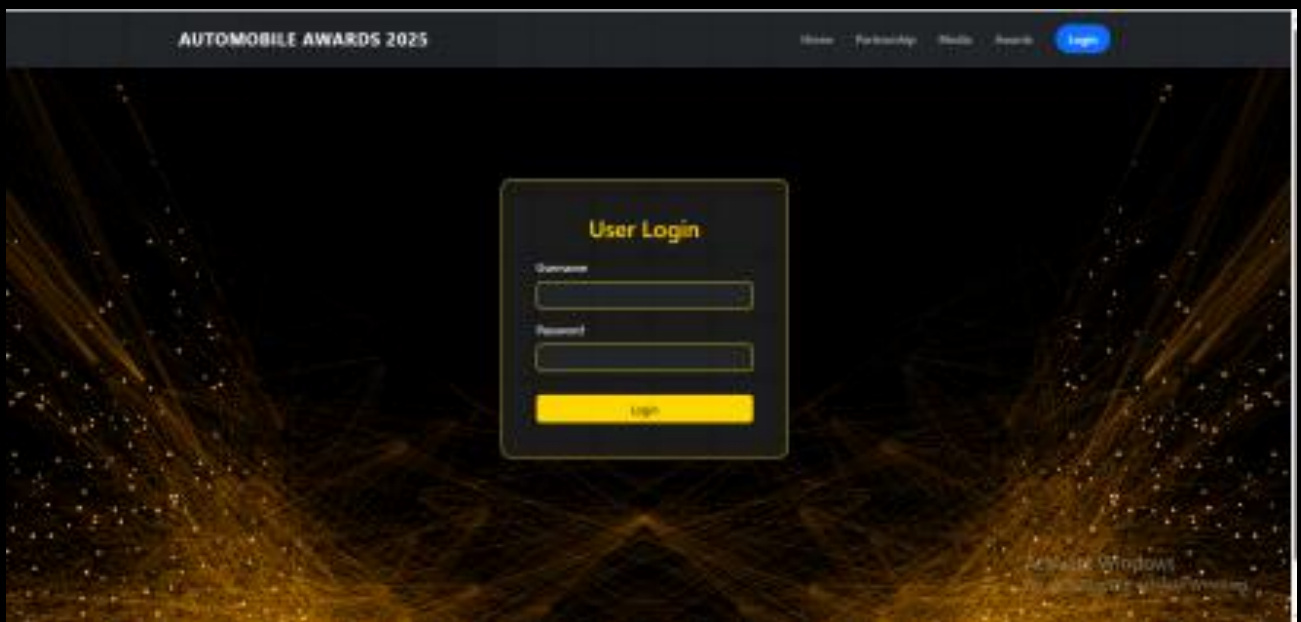 AUTOMOBILE AWARDS 2025
Home Partnership Media Awards Login
User Login
Username
Password
Login
Activate Windows